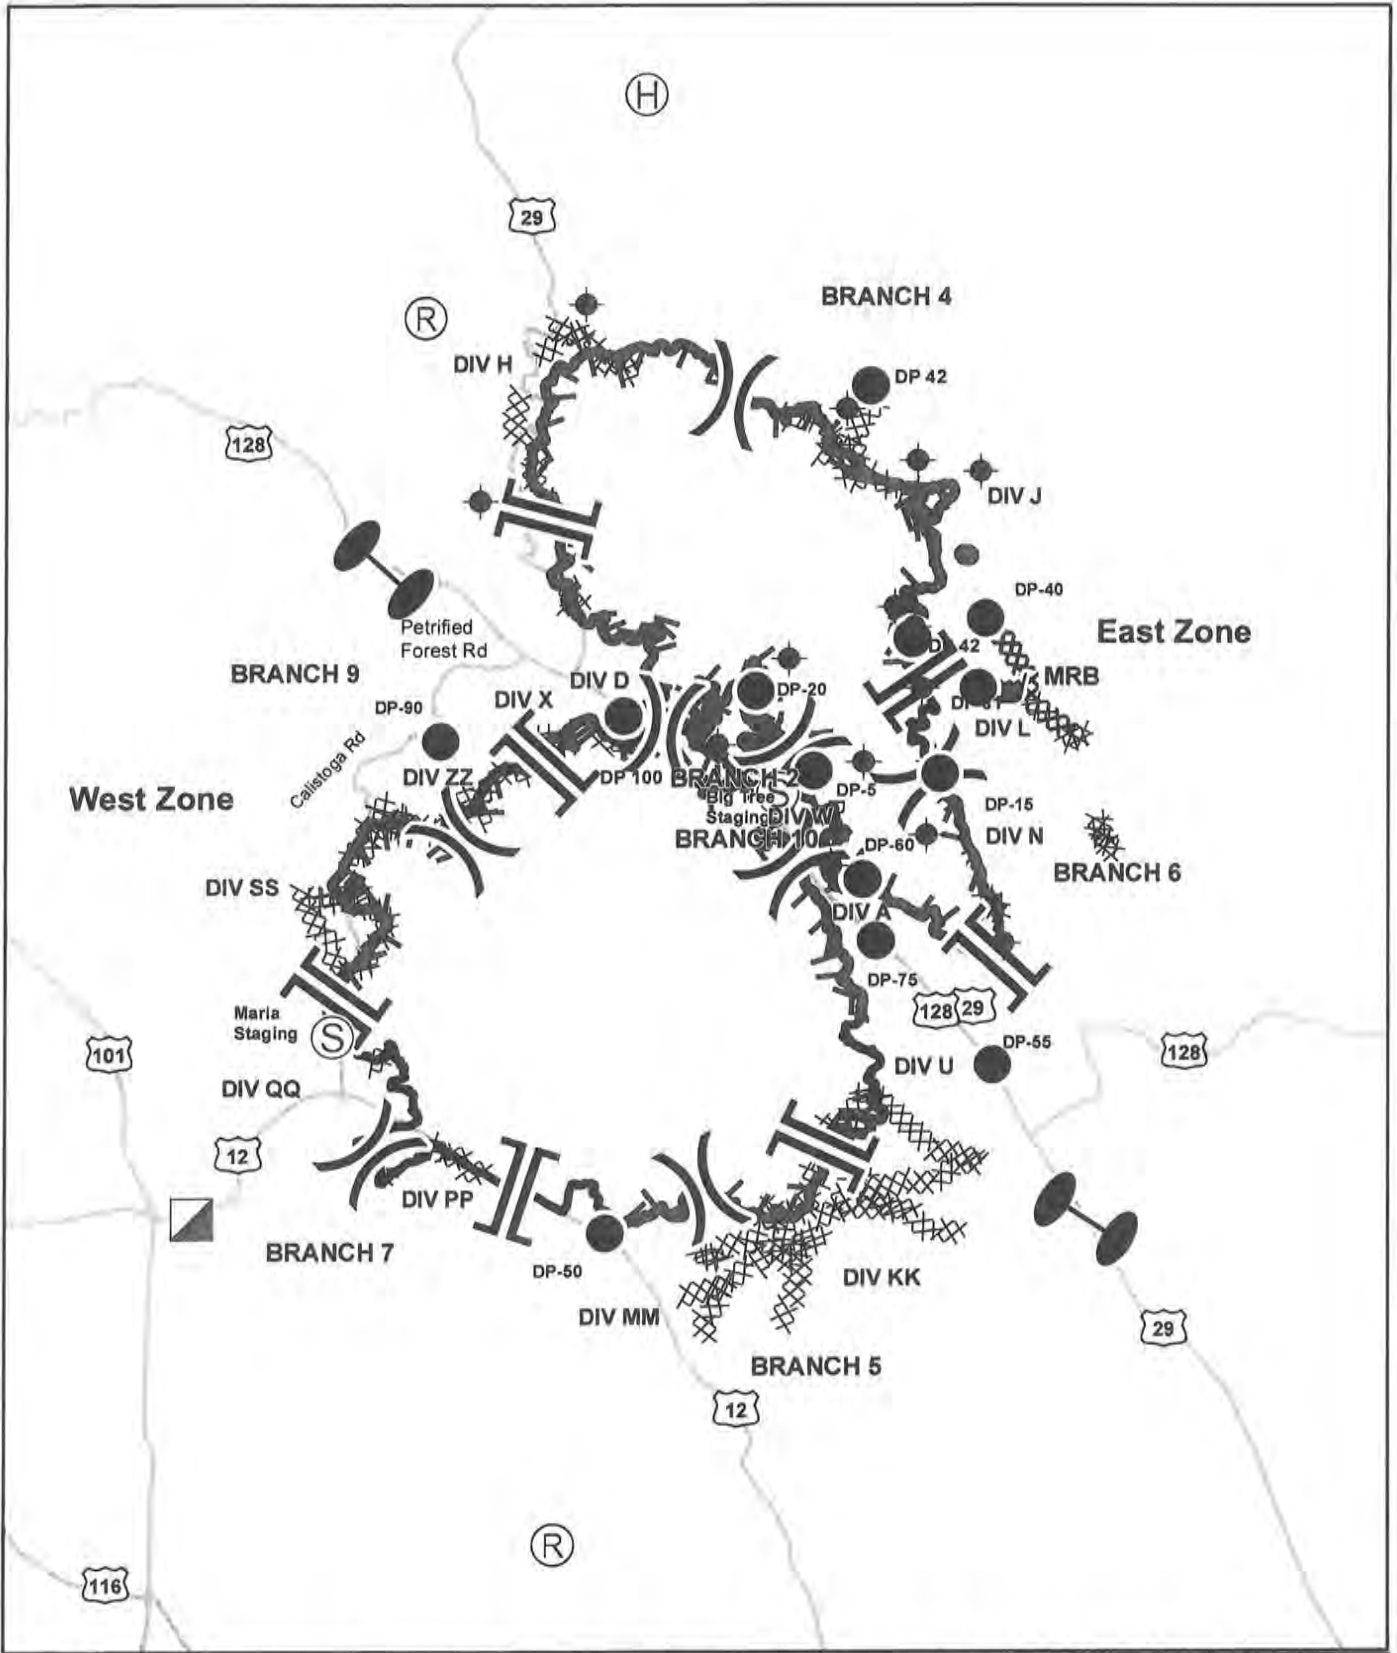 H
29
BRANCH 4
R
DIV H
DP 42
128
DIV J
DP-40
Petrified
Forest Rd
East Zone
BRANCH 9
42
MRB
DIV D
DP-20
DIV X
DP-90
DIV L
Calistoga Rd
DIV ZZ
DP 100
BRANCH 2
DP-5
West Zone
Big Tree
Staging
S
DIV W
DP-15
DIV N
BRANCH 10
DP-60
BRANCH 6
DIV SS
DIV A
DP-75
Maria
Staging
S
128
29
101
DP-55
128
DIV U
DIV QQ
12
DIV PP
BRANCH 7
DP-50
DIV KK
DIV MM
29
BRANCH 5
12
R
116